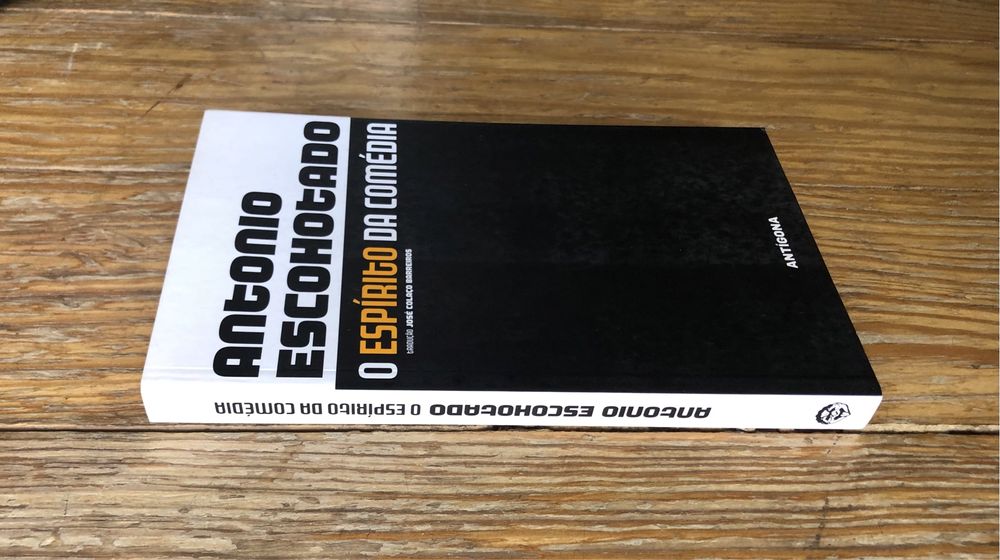 ANTONIO
ESCOHOTADO
O ESPÍRITO DA COMÉDIA
TRADUÇÃO JOSÉ COLAÇO BARREIROS
ANTÍGONA
ANTONIO ESCOHOTADO O ESPÍRITO DA COMÉDIA